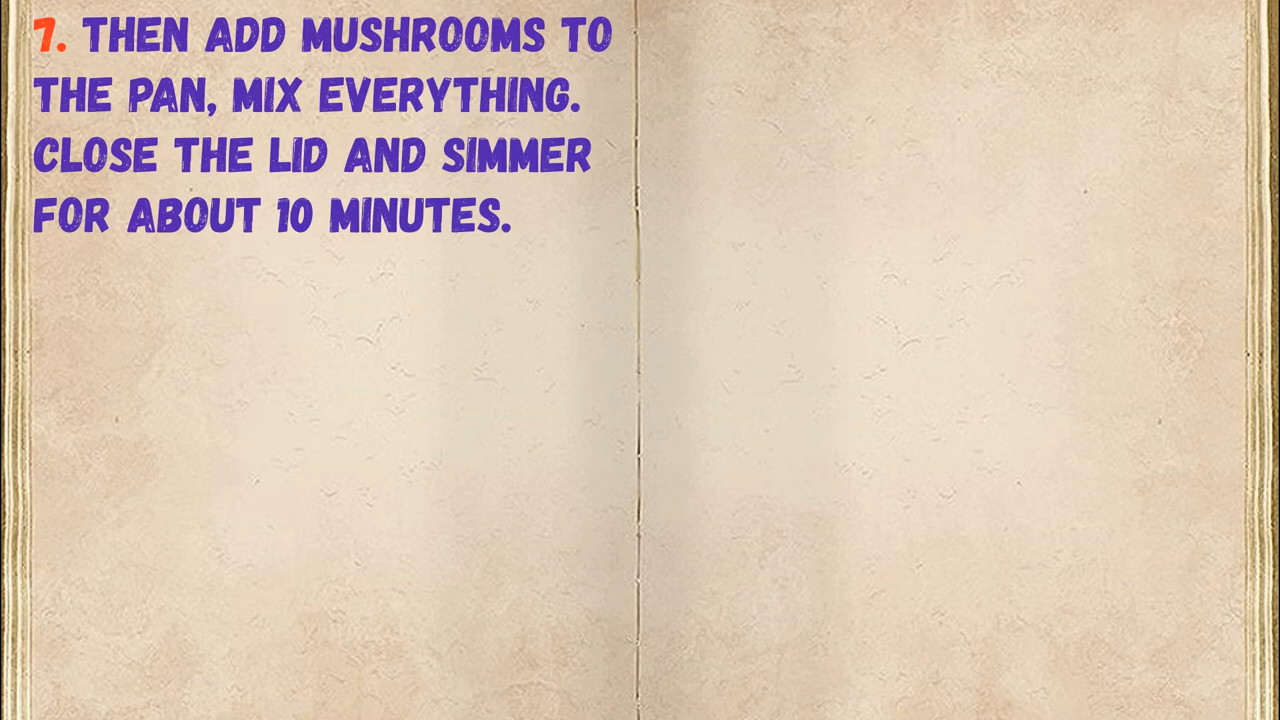 7. THEN ADD MUSHROOMS TO
THE PAN, MIX EVERYTHING.
CLOSE THE LID AND SIMMER
FOR ABOUT 10 MINUTES.